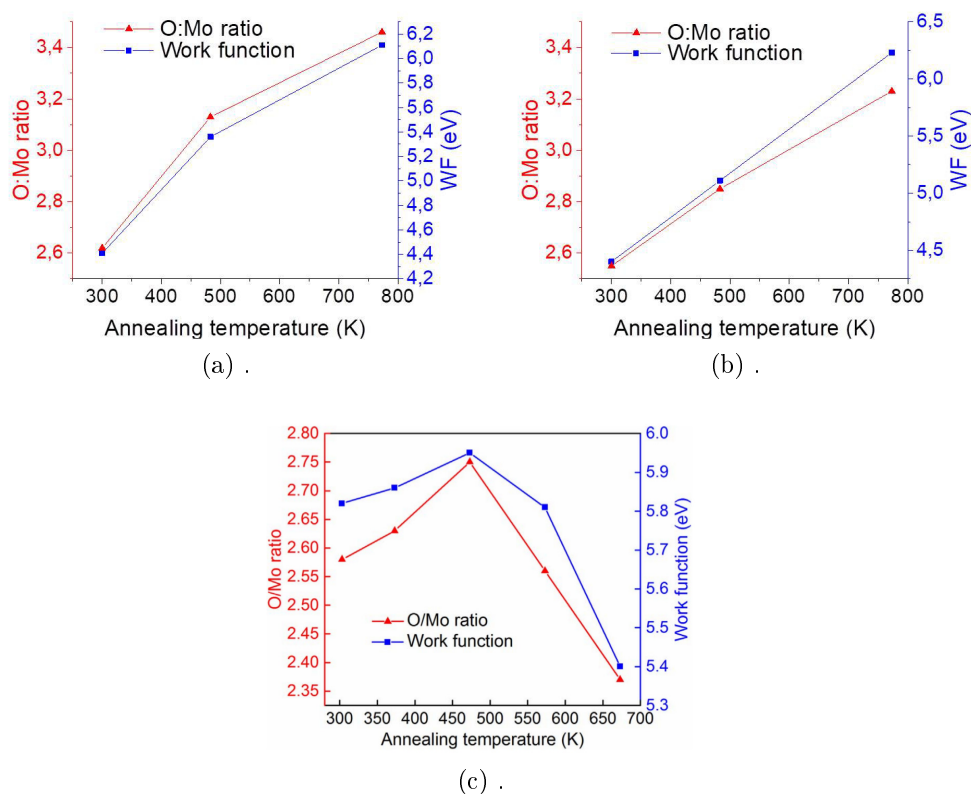 O:Mo ratio
Work function
3,4
3,2
3,0
2,8
2,6
O:Mo ratio
6,2
6,0
5,8
5,6
5,4
5,2
5,0
4,8
4,6
4,4
4,2
WF (eV)
300 400 500 600 700 800
Annealing temperature (K)
(a) .
O:Mo ratio
Work function
3,4
3,2
3,0
2,8
2,6
O:Mo ratio
6,5
6,0
5,5
5,0
4,5
WF (eV)
300 400 500 600 700 800
Annealing temperature (K)
(b) .
2.80
2.75
2.70
2.65
2.60
2.55
2.50
2.45
2.40
2.35
O/Mo ratio
O/Mo ratio
Work function
6.0
5.9
5.8
5.7
5.6
5.5
5.4
5.3
Work function (eV)
300 350 400 450 500 550 600 650 700
Annealing temperature (K)
(c) .